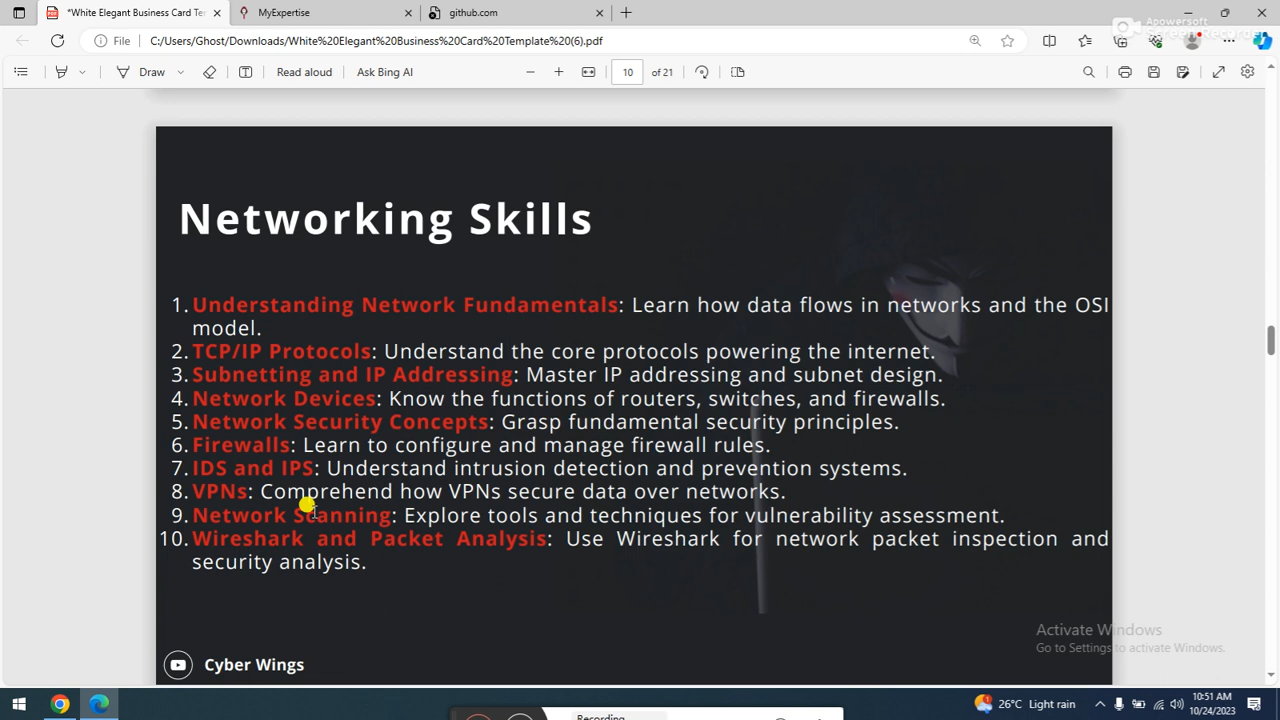 *White Elegant Business Card Ter
MyExpertise
github.com
File
C:/Users/Ghost/Downloads/White%20Elegant%20Business%20Card%20Template%20(6).pdf
Apowersoft
Screen Recorder
Draw
Read aloud
Ask Bing AI
10 of 21
Networking Skills
1. Understanding Network Fundamentals: Learn how data flows in networks and the OSI
model.
2. TCP/IP Protocols: Understand the core protocols powering the internet.
3. Subnetting and IP Addressing: Master IP addressing and subnet design.
4. Network Devices: Know the functions of routers, switches, and firewalls.
5. Network Security Concepts: Grasp fundamental security principles.
6. Firewalls: Learn to configure and manage firewall rules.
7. IDS and IPS: Understand intrusion detection and prevention systems.
8. VPNs: Comprehend how VPNs secure data over networks.
9. Network Scanning: Explore tools and techniques for vulnerability assessment.
10. Wireshark and Packet Analysis: Use Wireshark for network packet inspection and
security analysis.
Activate Windows
Go to Settings to activate Windows.
Cyber Wings
26°C Light rain
10:51 AM
10/24/2023
Recording